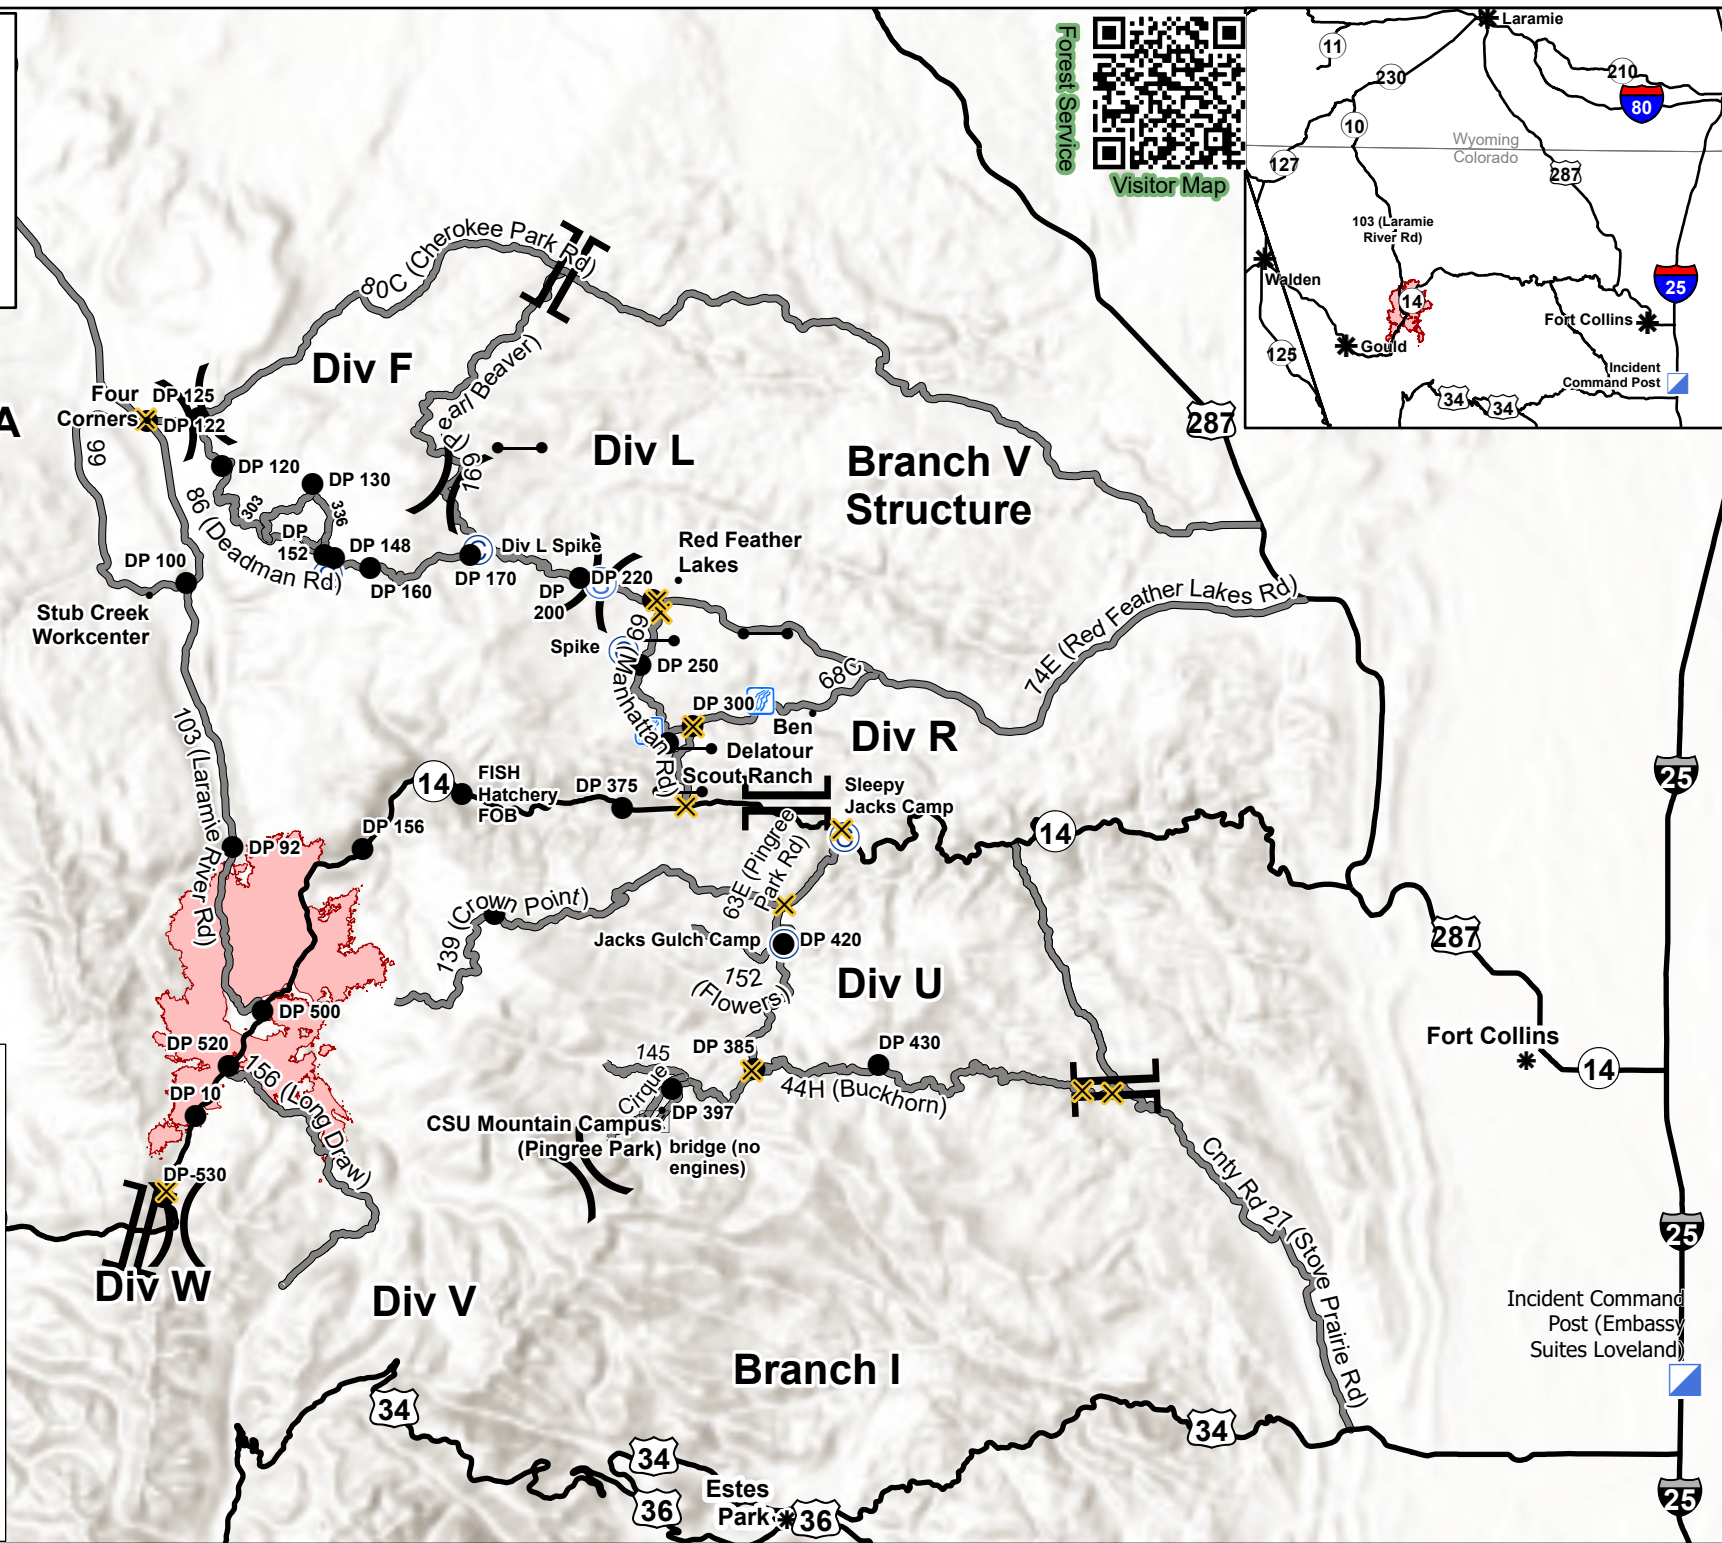 Forest Service
Visitor Map
Laramie
11
230
210
80
10
Wyoming
Colorado
127
287
103 (Laramie
River Rd)
Walden
14
25
Fort Collins
Gould
125
Incident
Command Post
34
34
80C (Cherokee Park Rd)
Div F
Pearl Beaver)
169
Four
Corners
DP 125
DP 122
A
99
DP 120
DP 130
303
336
86 (Deadman Rd)
DP
152
DP 148
DP 160
DP 170
Div L Spike
DP 100
Stub Creek
Workcenter
Div L
Branch V
Structure
287
Red Feather
Lakes
DP 220
DP
200
Spike
69 (Manhattan Rd)
DP 250
DP 300
68C
74E (Red Feather Lakes Rd)
Ben
Delatour
Scout Ranch
Div R
103 (Laramie River Rd)
14
FISH
Hatchery
FOB
DP 375
Sleepy
Jacks Camp
14
DP 156
DP 92
63E (Pingree
Park Rd)
139 (Crown Point)
Jacks Gulch Camp
DP 420
152
(Flowers)
Div U
25
287
Fort Collins
14
DP 500
DP 520
DP 10
156 (Long Draw)
DP-530
145
Cirque
DP 385
DP 430
44H (Buckhorn)
DP 397
CSU Mountain Campus
(Pingree Park)
bridge (no
engines)
Cnty Rd 27 (Stove Prairie Rd)
25
Div W
Div V
Branch I
Incident Command
Post (Embassy
Suites Loveland)
34
34
34
36
Estes
Park
36
25